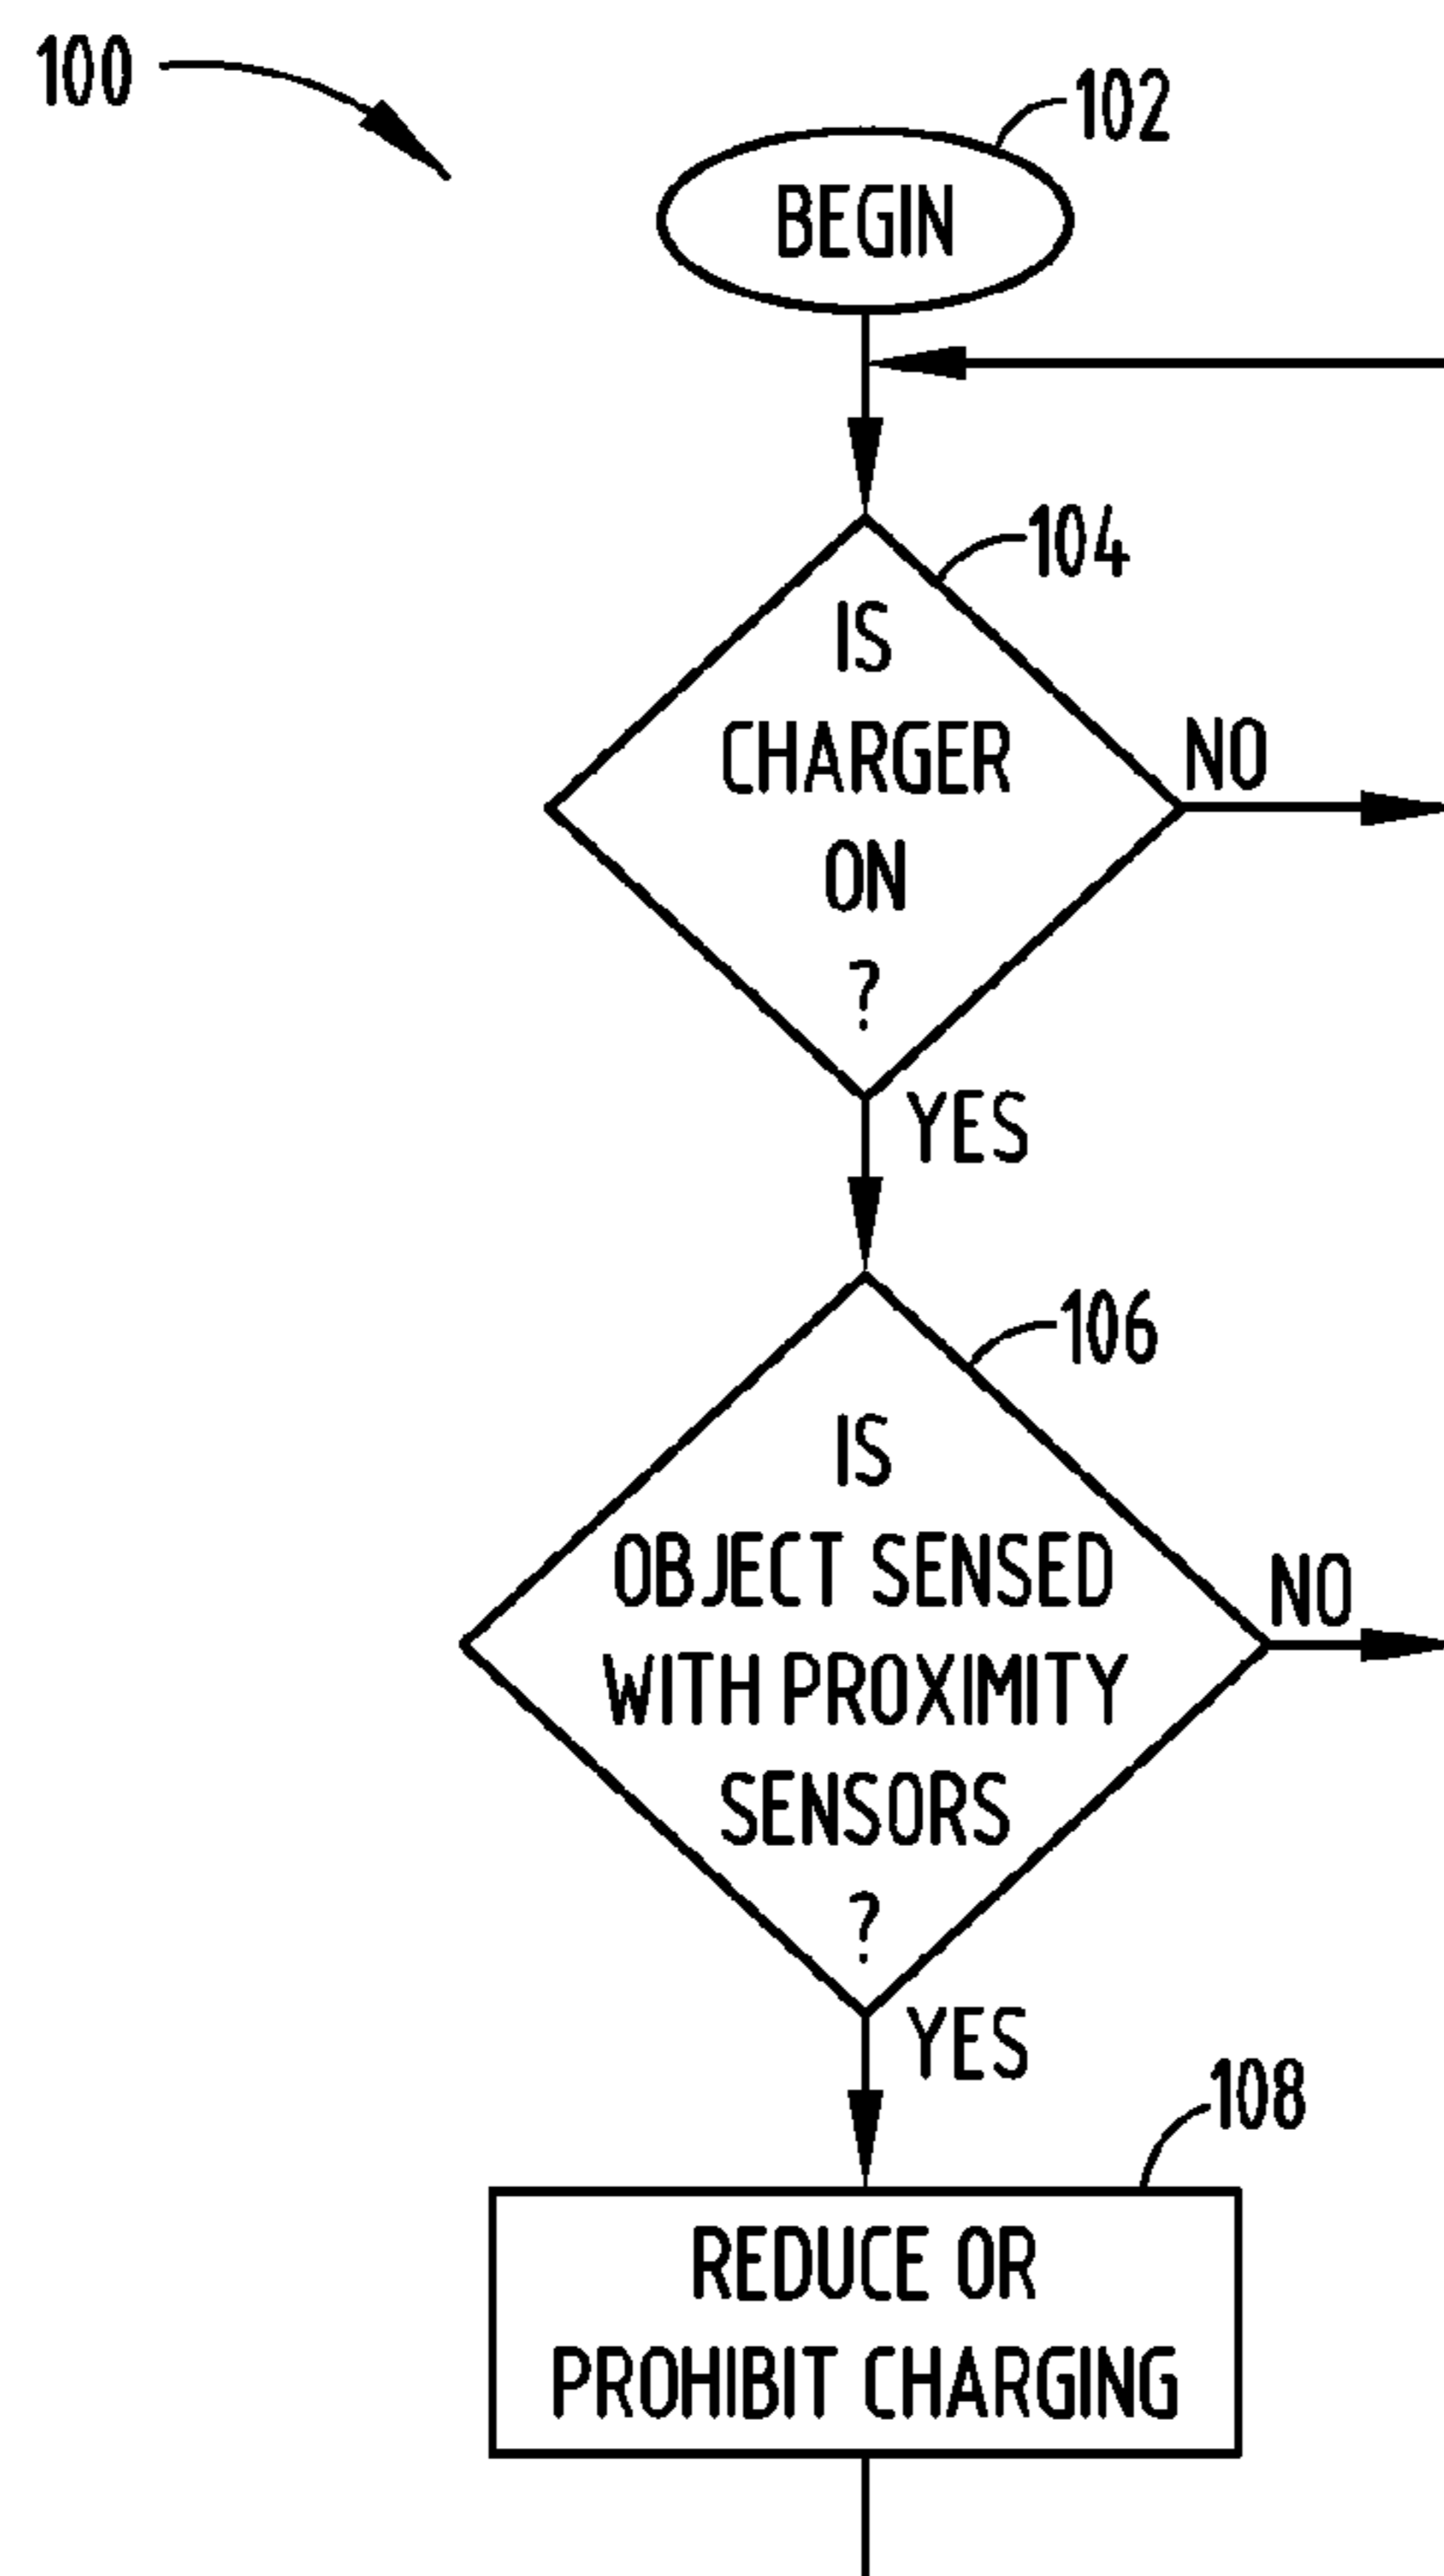 100
102
BEGIN
104
IS
CHARGER
ON
?
NO
YES
106
IS
OBJECT SENSED
WITH PROXIMITY
SENSORS
?
NO
YES
108
REDUCE OR
PROHIBIT CHARGING